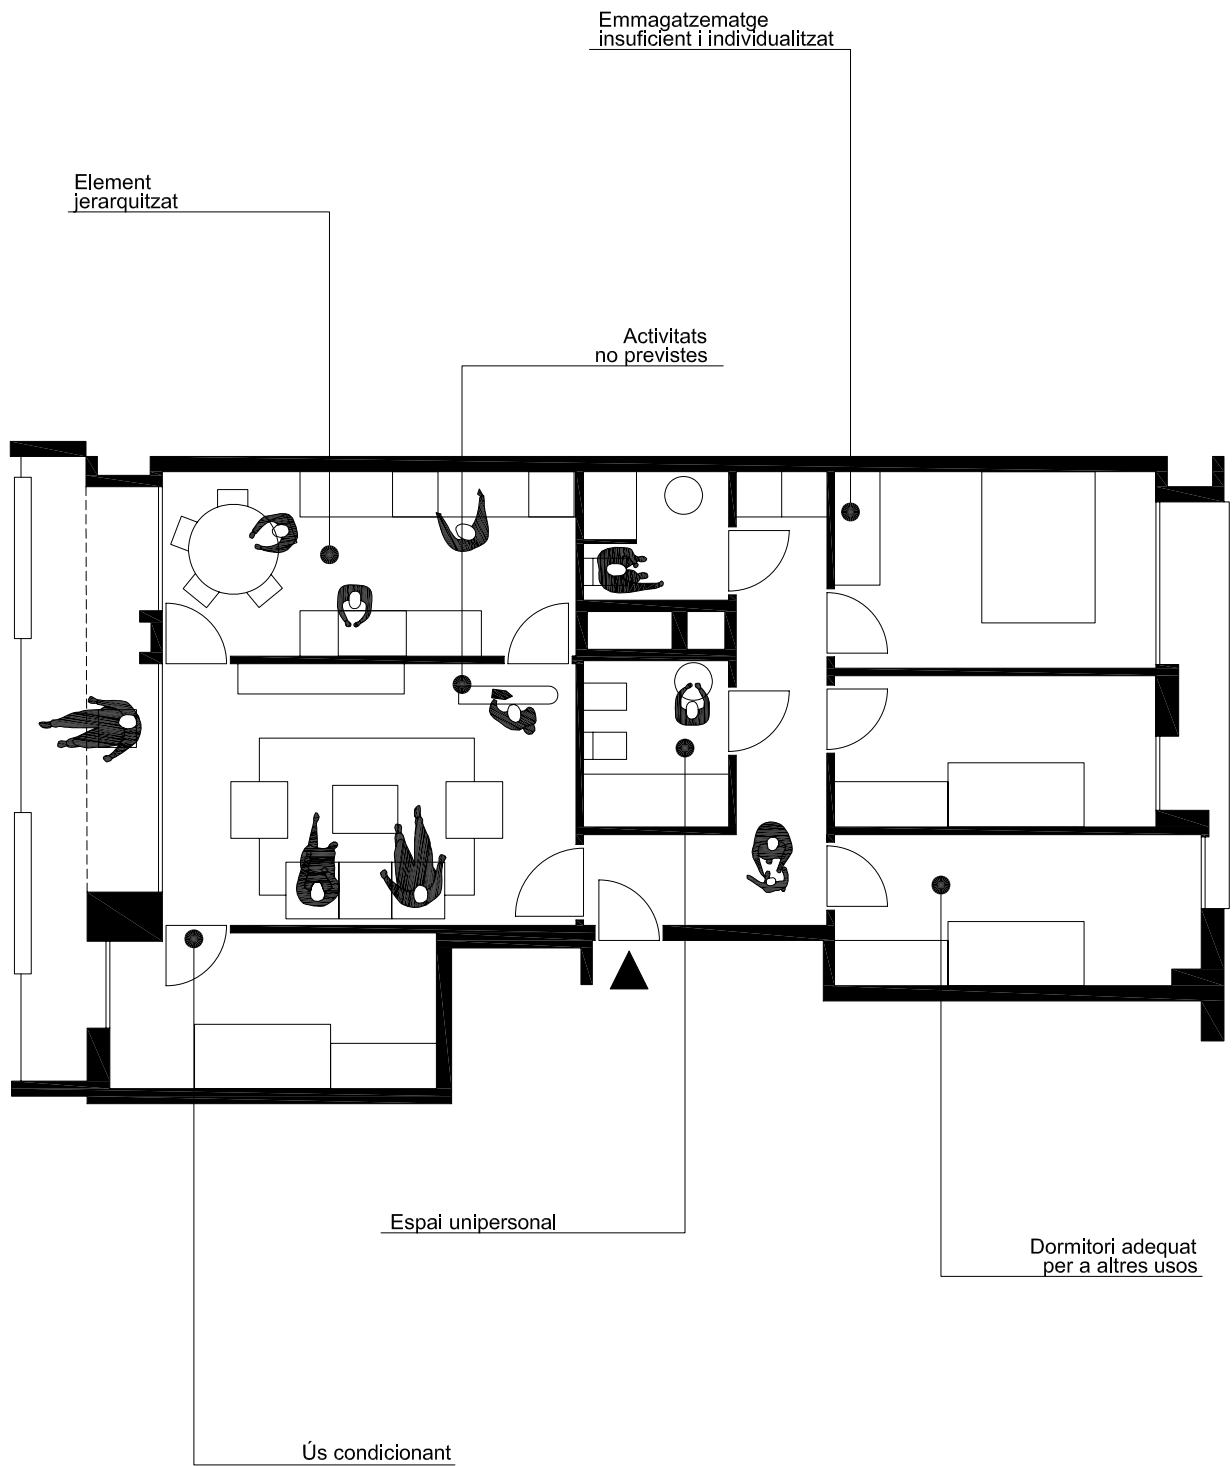 Emmagatzematge
insuficient i individualitzat
Element
jerarquitzat
Activitats
no previstes
Espai unipersonal
Dormitori adequat
per a altres usos
Ús condicionant